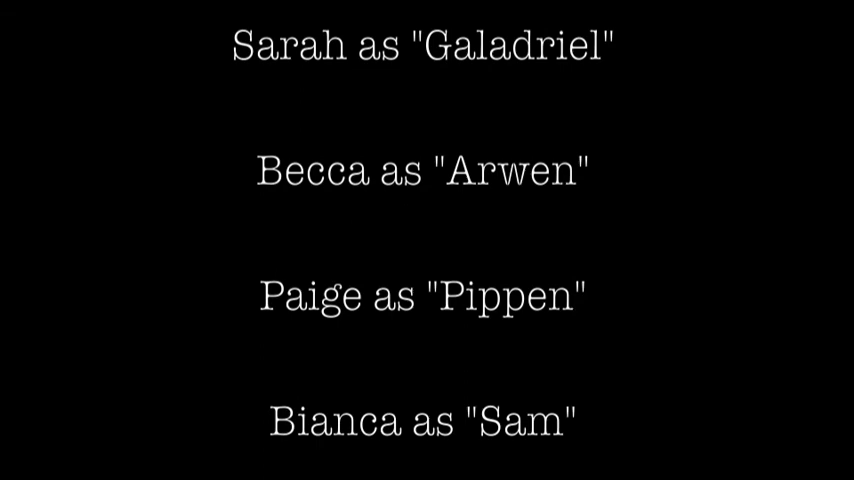 Sarah as "Galadriel"
Becca as "Arwen"
Paige as "Pippen"
Bianca as "Sam"